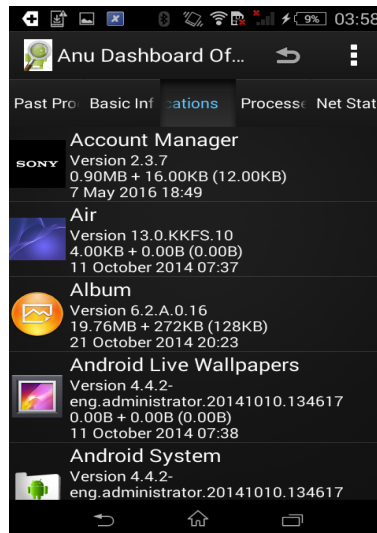 9% 03:58
Anu Dashboard Of...
Past Pro Basic Inf cations Processe Net Stat
Account Manager
SONY
Version 2.3.7
0.90MB + 16.00KB (12.00KB)
7 May 2016 18:49
Air
Version 13.0.KKFS.10
4.00KB + 0.00B (0.00B)
11 October 2014 07:37
Album
Version 6.2.A.0.16
19.76MB + 272KB (128KB)
21 October 2014 20:23
Android Live Wallpapers
Version 4.4.2-
eng.administrator.20141010.134617
0.00B + 0.00B (0.00B)
11 October 2014 07:38
Android System
Version 4.4.2-
eng.administrator.20141010.134617